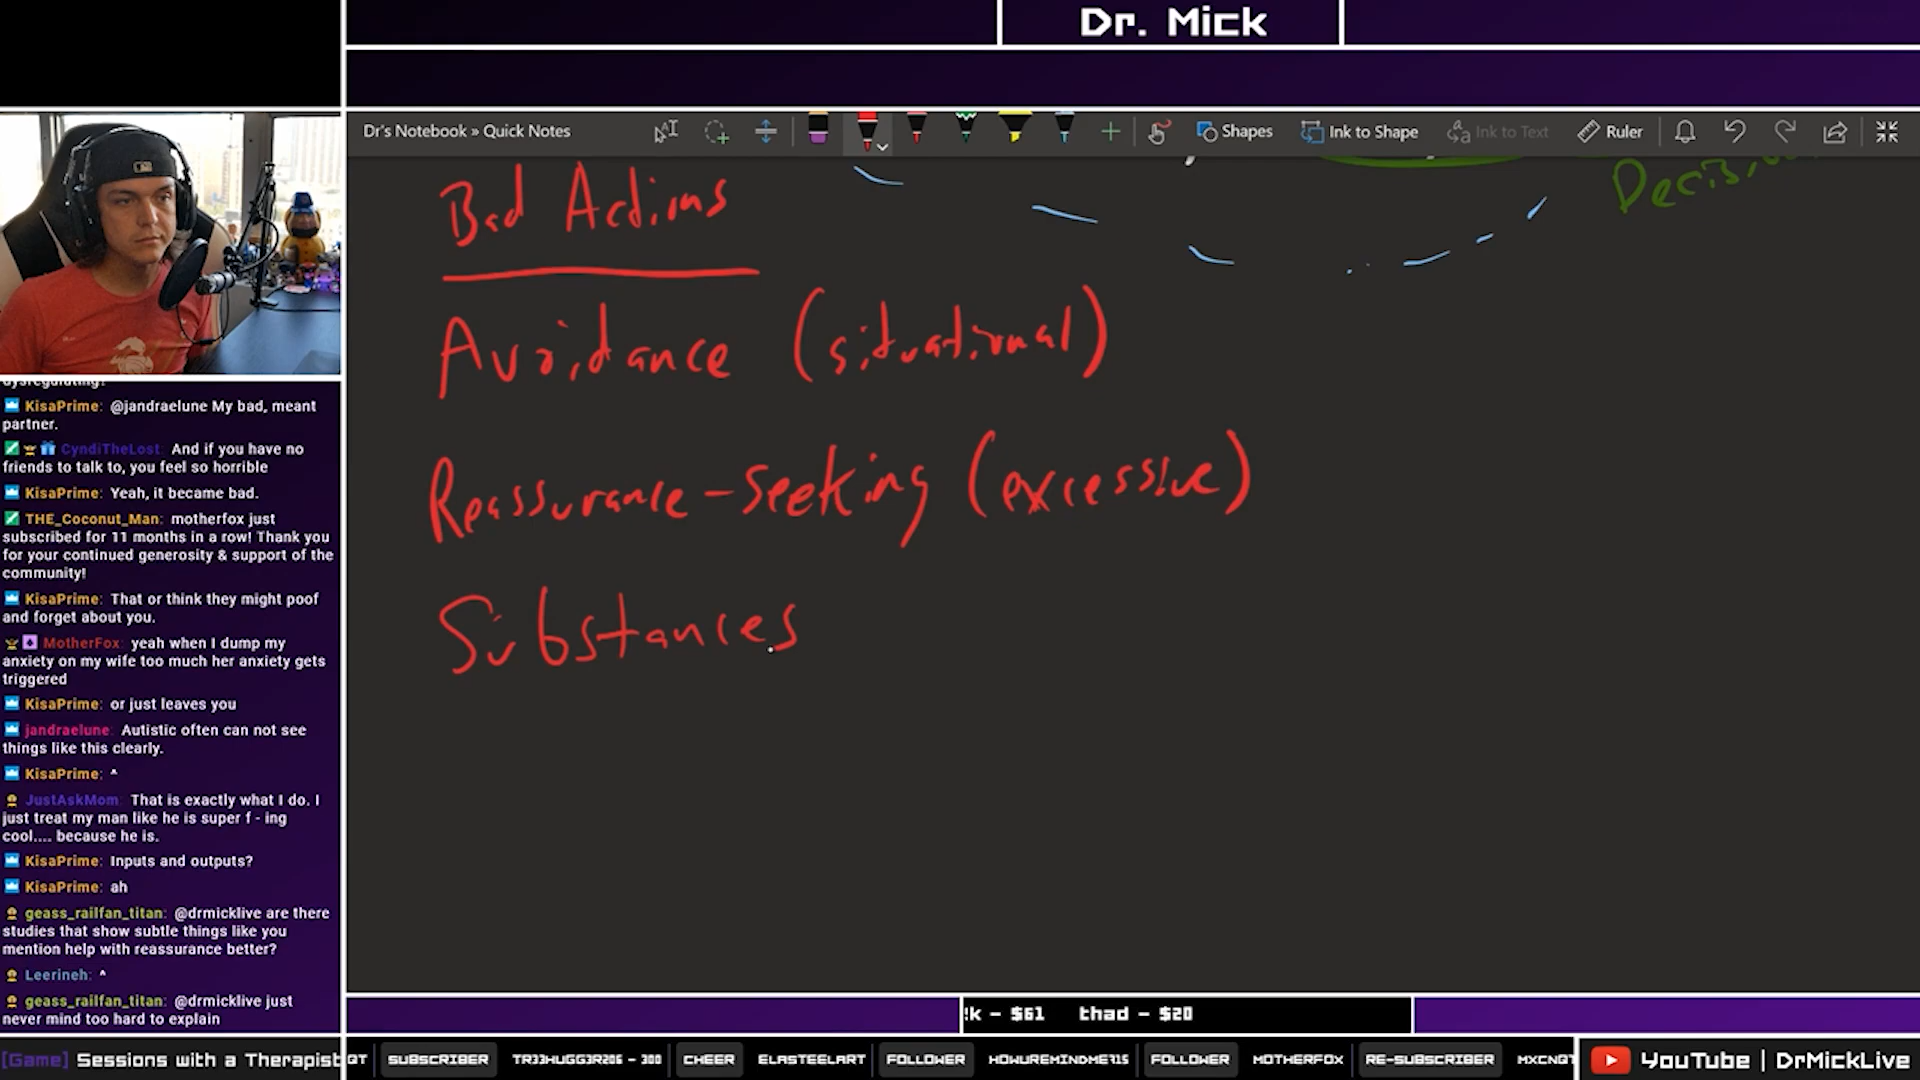 Dr. Mick
Dr's Notebook » Quick Notes
Shapes
Ink to Shape
Ink to Text
Ruler
Bad Actions
Avoidance (situational)
Reassurance-Seeking (excessive)
Substances
dysregulating!
KisaPrime: @jandraelune My bad, meant
partner.
CyndiTheLost: And if you have no
friends to talk to, you feel so horrible
KisaPrime: Yeah, it became bad.
THE_Coconut_Man: motherfox just
subscribed for 11 months in a row! Thank you
for your continued generosity & support of the
community!
KisaPrime: That or think they might poof
and forget about you.
MotherFox: yeah when I dump my
anxiety on my wife too much her anxiety gets
triggered
KisaPrime: or just leaves you
jandraelune: Autistic often can not see
things like this clearly.
KisaPrime: ^
JustAskMom: That is exactly what I do. I
just treat my man like he is super f - ing
cool.... because he is.
KisaPrime: Inputs and outputs?
KisaPrime: ah
geass_railfan_titan: @drmicklive are there
studies that show subtle things like you
mention help with reassurance better?
Leerineh: ^
geass_railfan_titan: @drmicklive just
never mind too hard to explain
k - $61 thad - $20
[Game] Sessions with a Therapist
QT SUBSCRIBER TR33HUGG3R206 - 300 CHEER ELASTEELART FOLLOWER HOWUREMINDME715 FOLLOWER MOTHERFOX RE-SUBSCRIBER MXCNQT
YouTube | DrMickLive